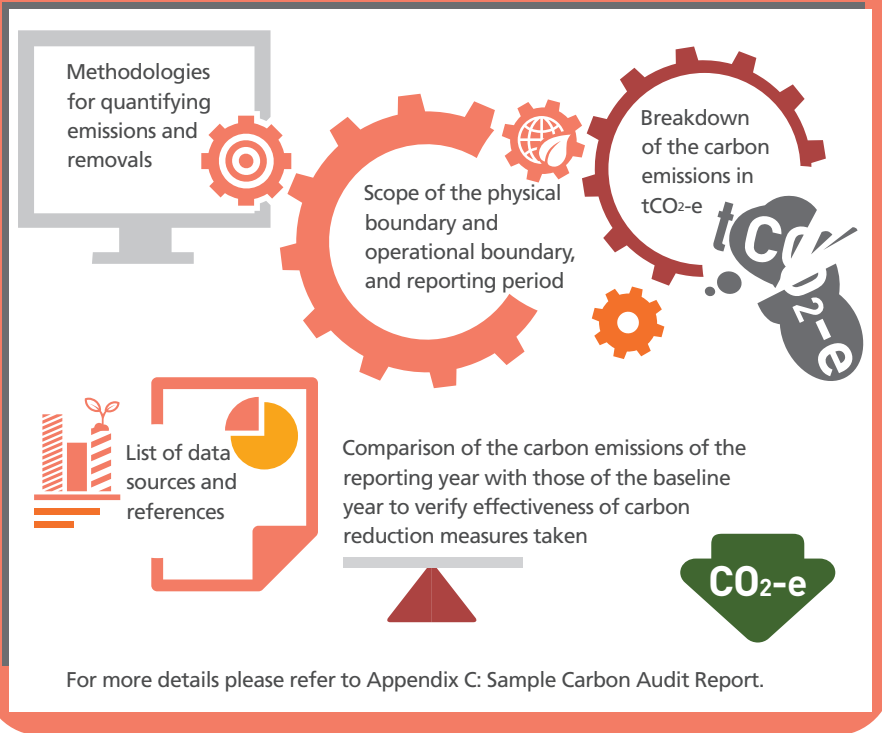 Methodologies
for quantifying
emissions and
removals
Scope of the physical
boundary and
operational boundary,
and reporting period
Breakdown
of the carbon
emissions in
tCO2-e
tCO2-e
List of data
sources and
references
Comparison of the carbon emissions of the
reporting year with those of the baseline
year to verify effectiveness of carbon
reduction measures taken
CO2-e
For more details please refer to Appendix C: Sample Carbon Audit Report.